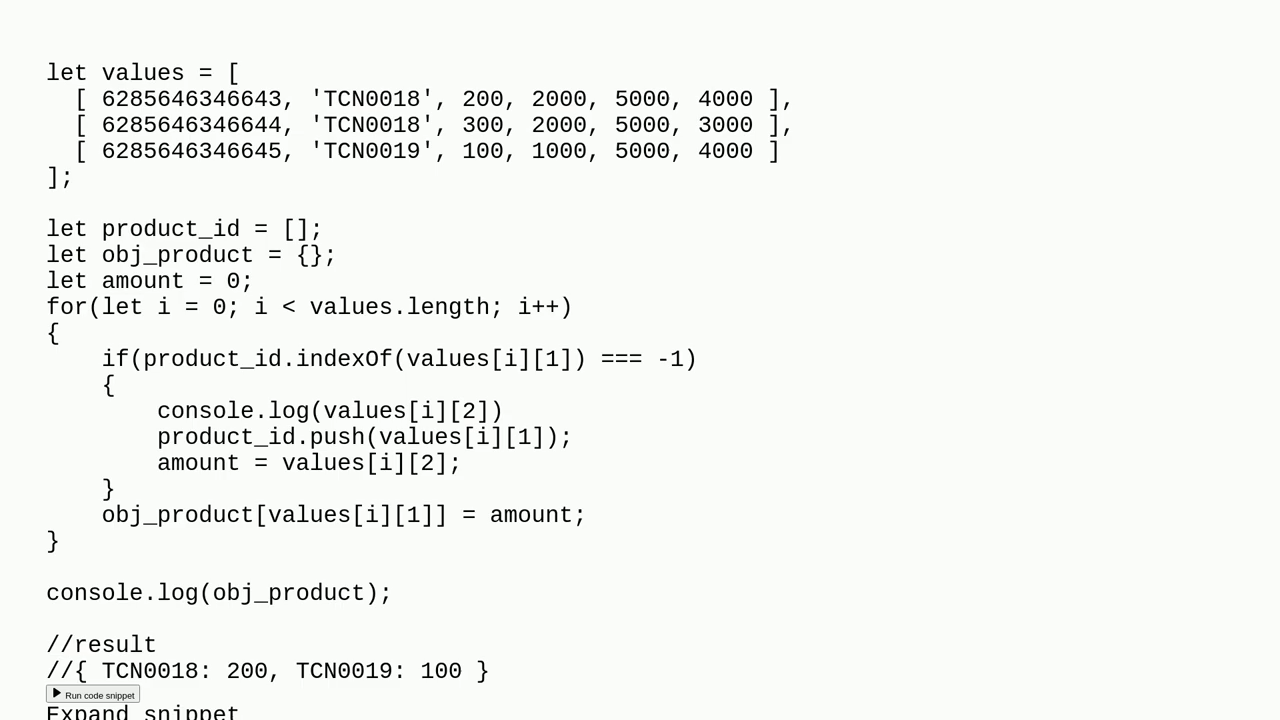 let values = [
  [ 6285646346643, 'TCN0018', 200, 2000, 5000, 4000 ],
  [ 6285646346644, 'TCN0018', 300, 2000, 5000, 3000 ],
  [ 6285646346645, 'TCN0019', 100, 1000, 5000, 4000 ]
];
let product_id = [];
let obj_product = {};
let amount = 0;
for(let i = 0; i < values.length; i++)
{
    if(product_id.indexOf(values[i][1]) === -1)
    {
        console.log(values[i][2])
        product_id.push(values[i][1]);
        amount = values[i][2];
    }
    obj_product[values[i][1]] = amount;
}
console.log(obj_product);
//result
//{ TCN0018: 200, TCN0019: 100 }
Run code snippet
Expand snippet